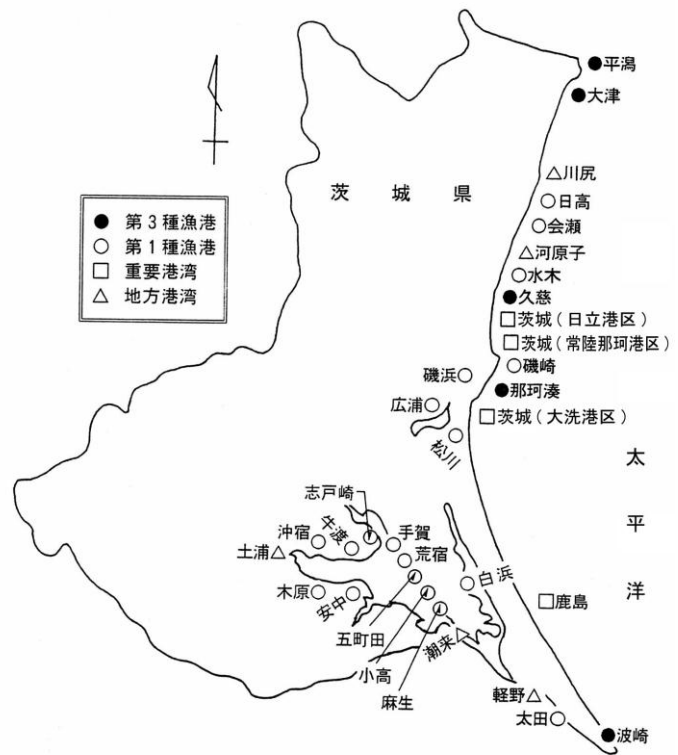 平潟
大津
茨城県
川尻
日高
会瀬
河原子
水木
久慈
茨城(日立港区)
茨城(常陸那珂港区)
磯崎
那珂湊
茨城(大洗港区)
● 第3種漁港
○ 第1種漁港
□ 重要港湾
△ 地方港湾
磯浜
広浦
松川
太平洋
志戸崎
牛渡
沖宿
土浦
手賀
荒宿
白浜
木原
安中
鹿島
五町田
潮来
小高
麻生
軽野
太田
波崎